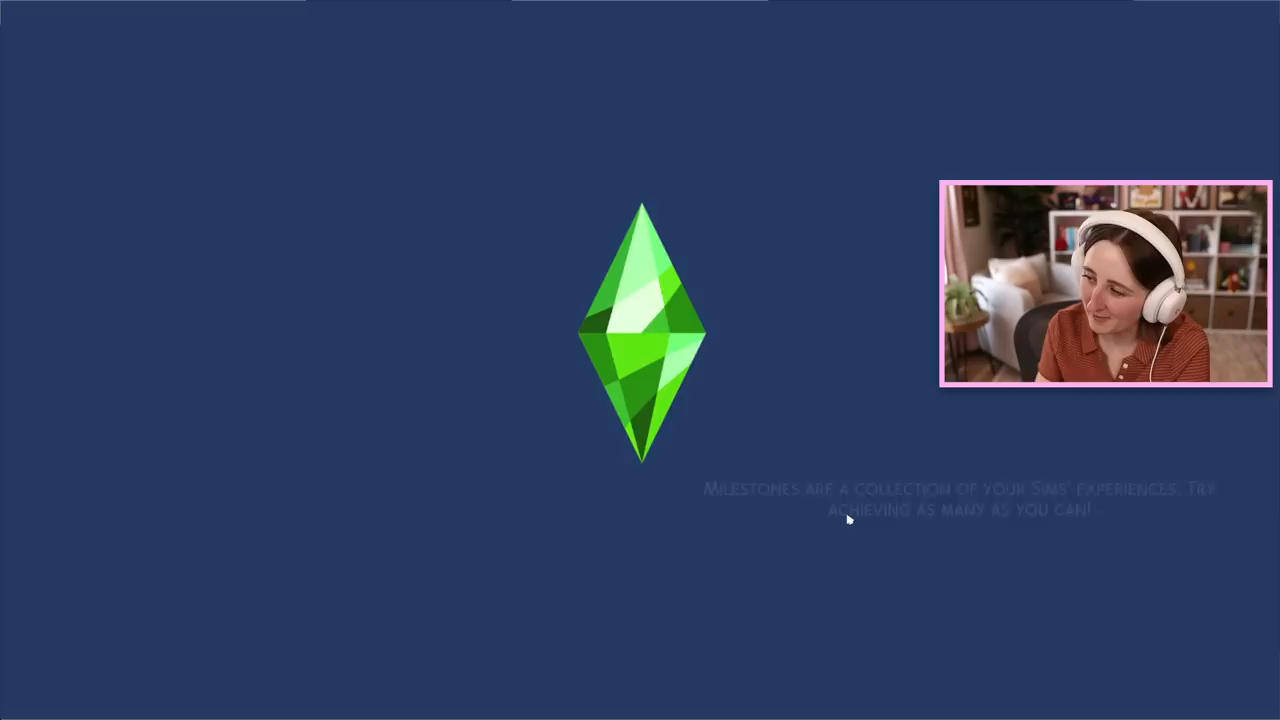 MILESTONES ARE A COLLECTION OF YOUR SIMS' EXPERIENCES. TRY
ACHIEVING AS MANY AS YOU CAN!